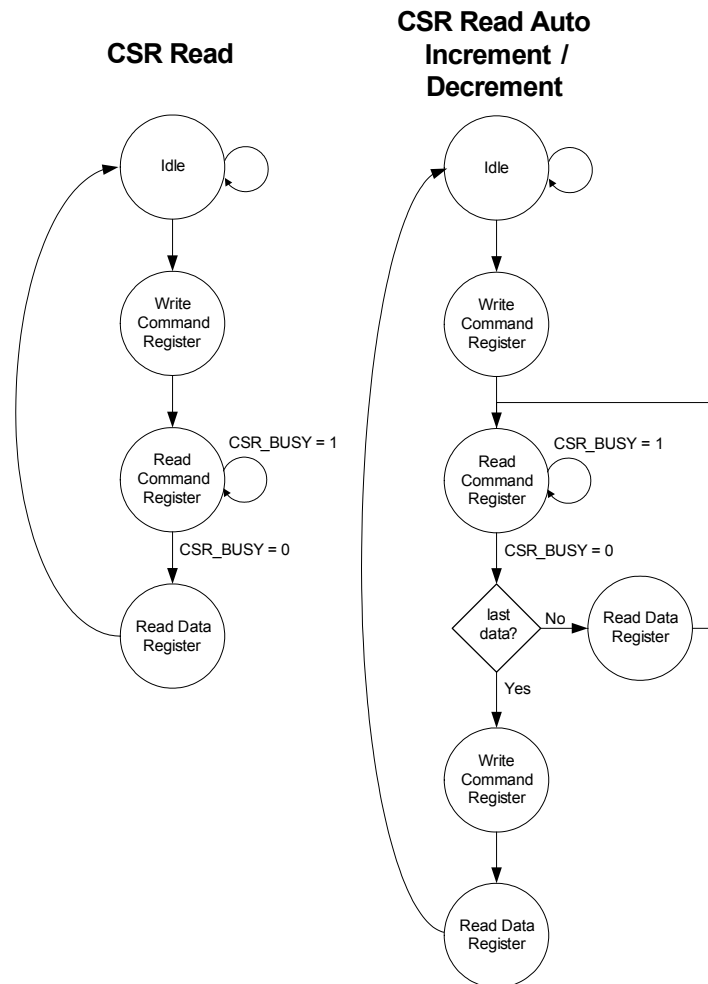 CSR Read
Idle
Write
Command
Register
CSR_BUSY = 1
Read
Command
Register
CSR_BUSY = 0
Read Data
Register
CSR Read Auto
Increment /
Decrement
Idle
Write
Command
Register
CSR_BUSY = 1
Read
Command
Register
CSR_BUSY = 0
last
data?
No
Read Data
Register
Yes
Write
Command
Register
Read Data
Register